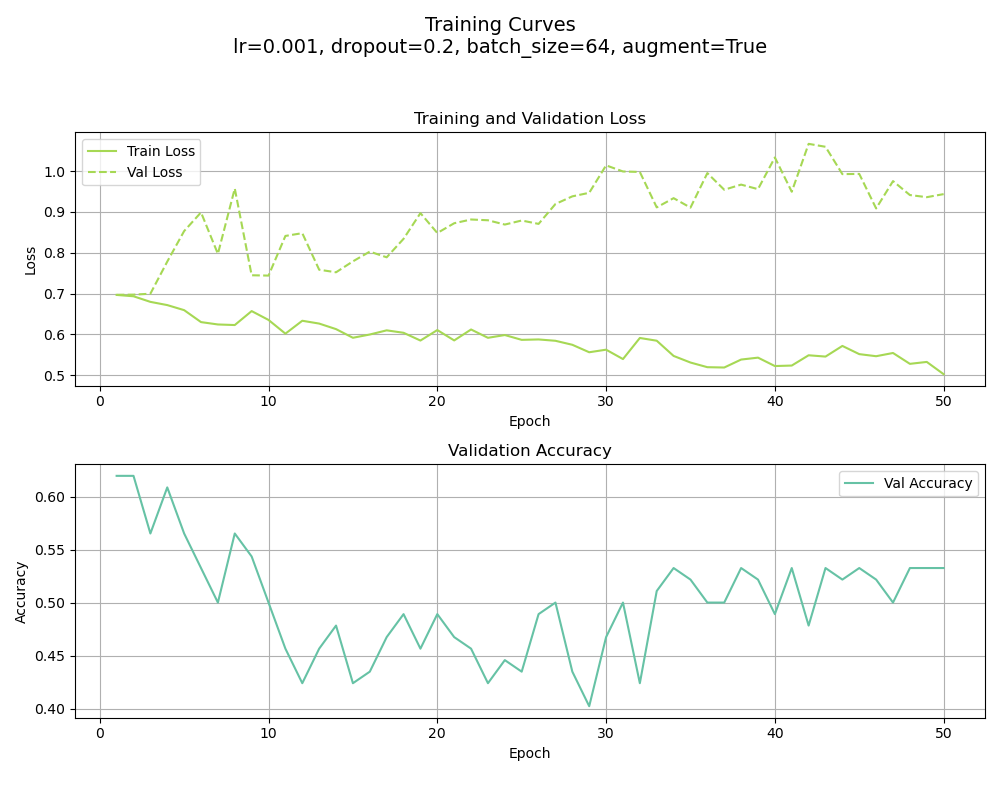 Training Curves
lr=0.001, dropout=0.2, batch_size=64, augment=True
Training and Validation Loss
Train Loss
Val Loss
1.0
0.9
0.8
0.7
0.6
0.5
Loss
0 10 20 30 40 50
Epoch
Validation Accuracy
Val Accuracy
0.60
0.55
0.50
0.45
0.40
Accuracy
0 10 20 30 40 50
Epoch